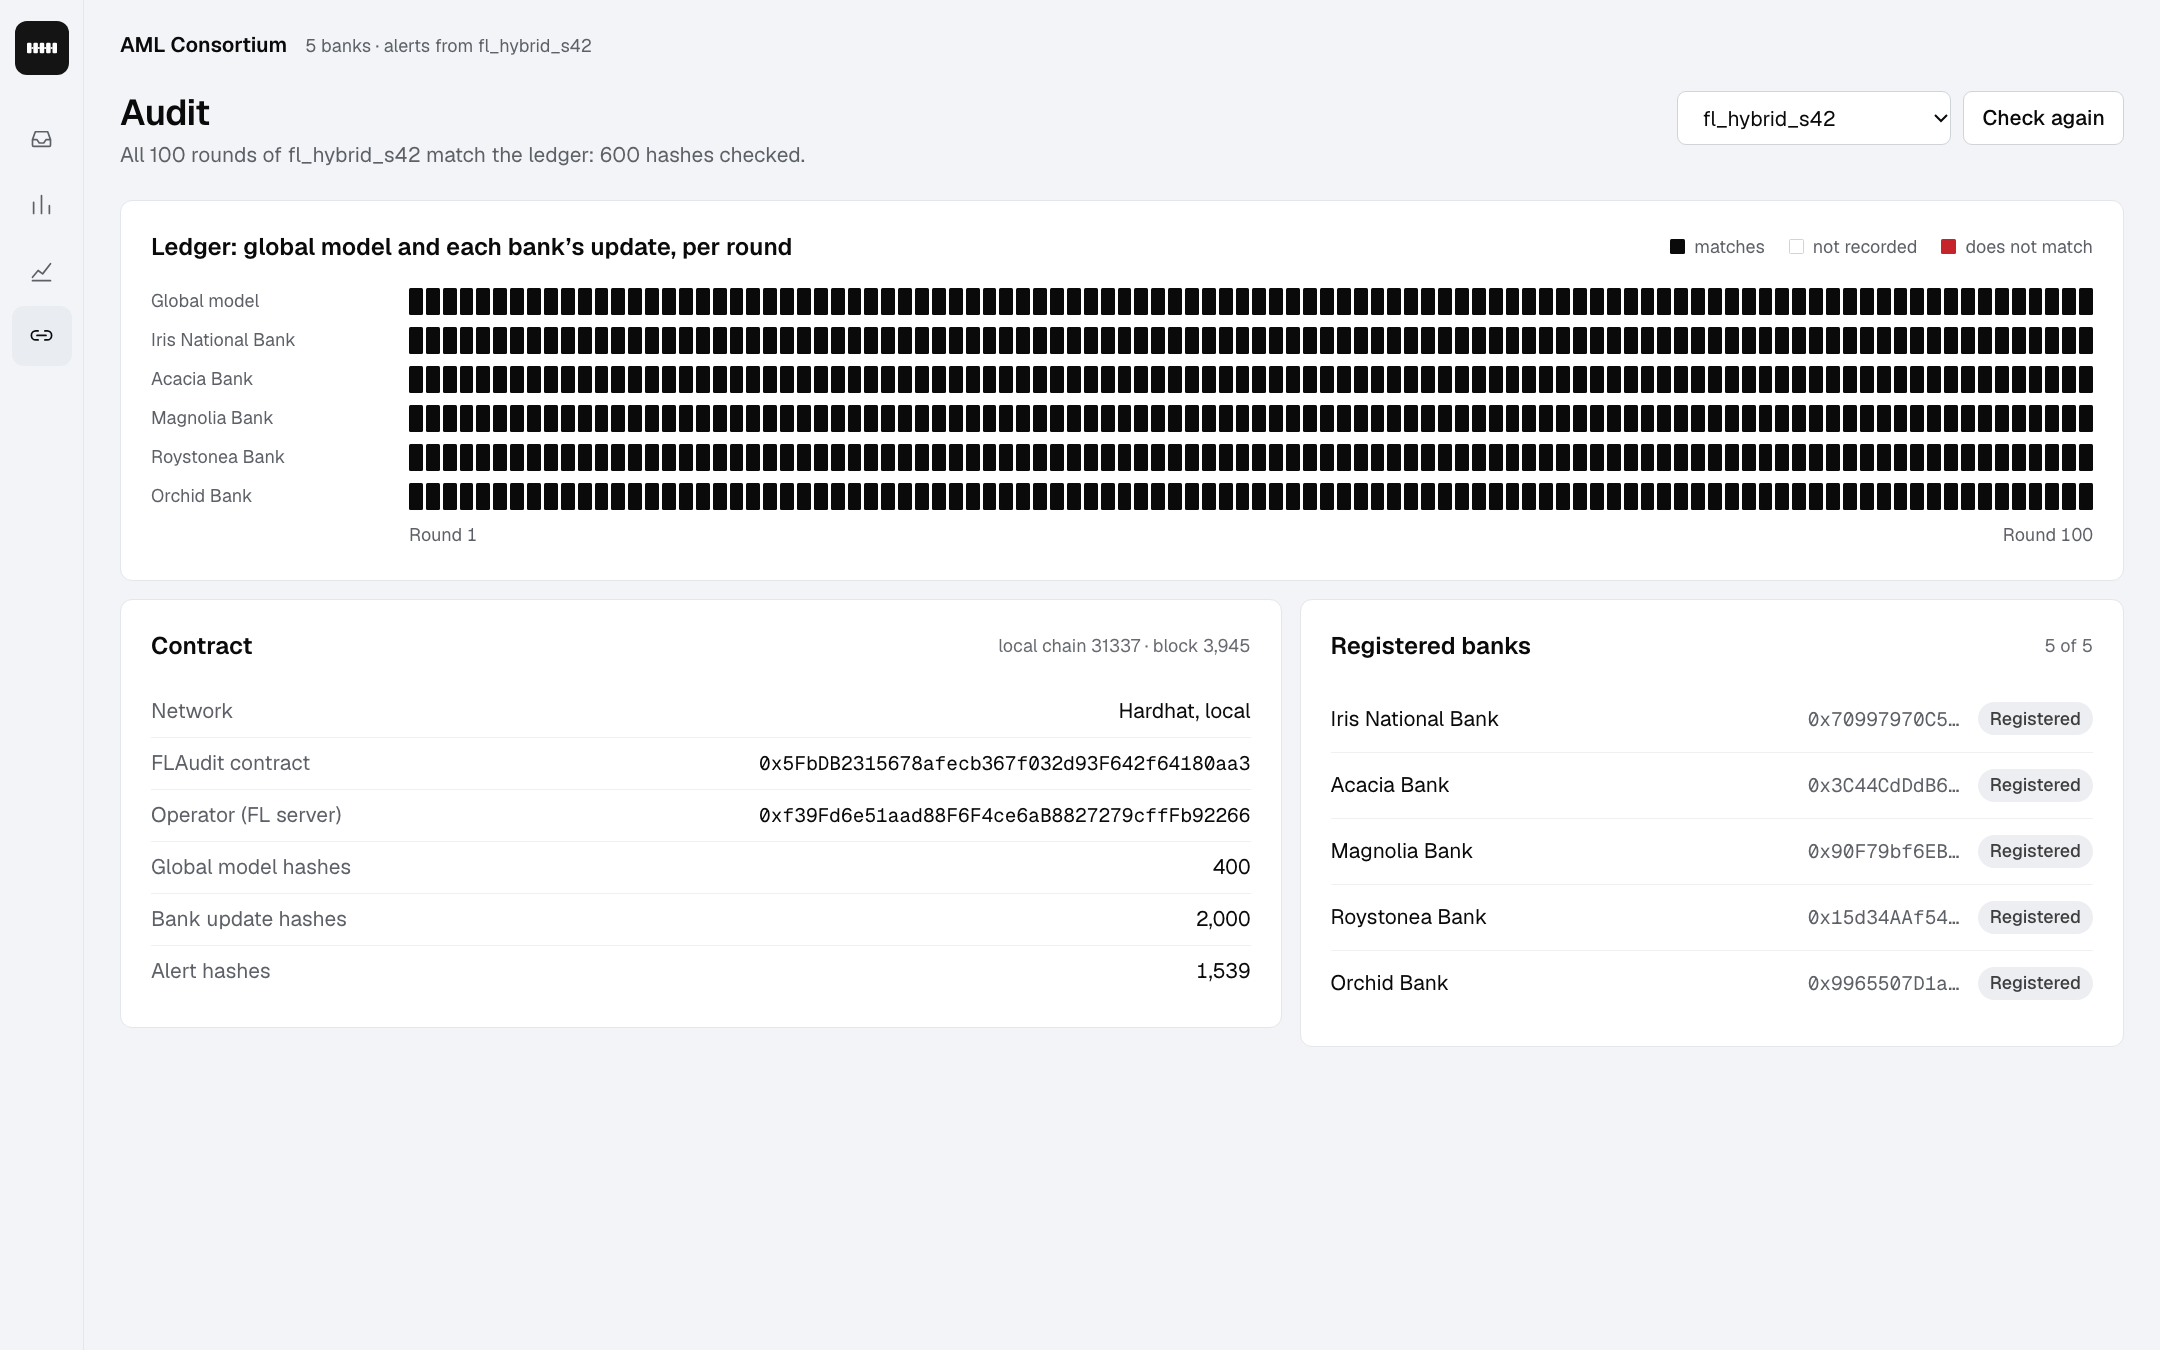 AML Consortium 5 banks · alerts from fl_hybrid_s42
Audit
All 100 rounds of fl_hybrid_s42 match the ledger: 600 hashes checked.
fl_hybrid_s42
Check again
Ledger: global model and each bank’s update, per round
matches not recorded does not match
Global model
Iris National Bank
Acacia Bank
Magnolia Bank
Roystonea Bank
Orchid Bank
Round 1 Round 100
Contract local chain 31337 · block 3,945
Network Hardhat, local
FLAudit contract 0x5FbDB2315678afecb367f032d93F642f64180aa3
Operator (FL server) 0xf39Fd6e51aad88F6F4ce6aB8827279cffFb92266
Global model hashes 400
Bank update hashes 2,000
Alert hashes 1,539
Registered banks 5 of 5
Iris National Bank 0x70997970C5… Registered
Acacia Bank 0x3C44CdDdB6… Registered
Magnolia Bank 0x90F79bf6EB… Registered
Roystonea Bank 0x15d34AAf54… Registered
Orchid Bank 0x9965507D1a… Registered